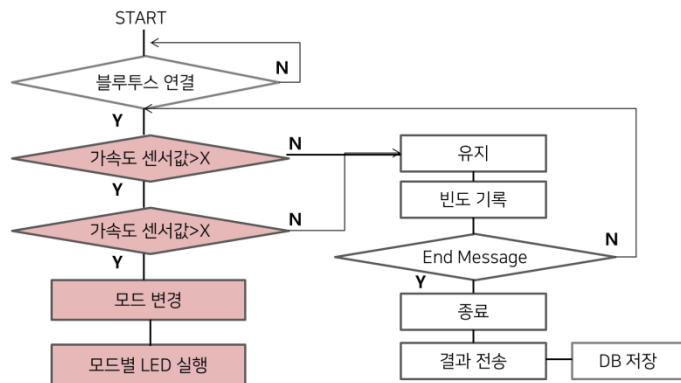 START
블루투스 연결
N
Y
가속도 센서값>X
N
Y
가속도 센서값>X
N
Y
모드 변경
모드별 LED 실행
유지
빈도 기록
End Message
N
Y
종료
결과 전송
DB 저장